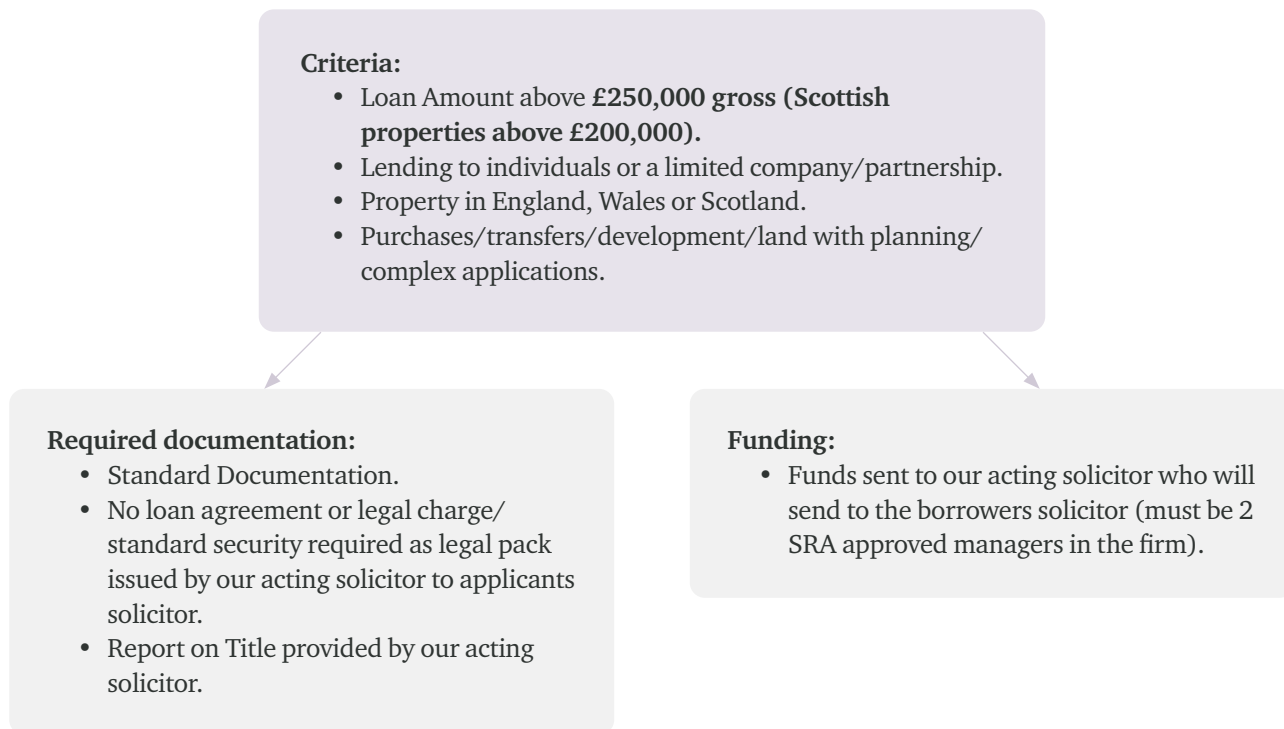 Criteria:
• Loan Amount above £250,000 gross (Scottish
properties above £200,000).
• Lending to individuals or a limited company/partnership.
• Property in England, Wales or Scotland.
• Purchases/transfers/development/land with planning/
complex applications.
Required documentation:
• Standard Documentation.
• No loan agreement or legal charge/
standard security required as legal pack
issued by our acting solicitor to applicants
solicitor.
• Report on Title provided by our acting
solicitor.
Funding:
• Funds sent to our acting solicitor who will
send to the borrowers solicitor (must be 2
SRA approved managers in the firm).